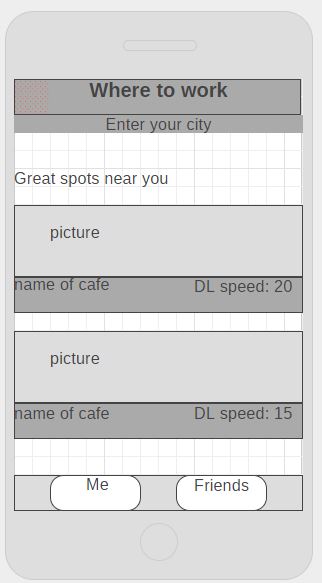 Where to work
Enter your city
Great spots near you
picture
name of cafe DL speed: 20
picture
name of cafe DL speed: 15
Me Friends